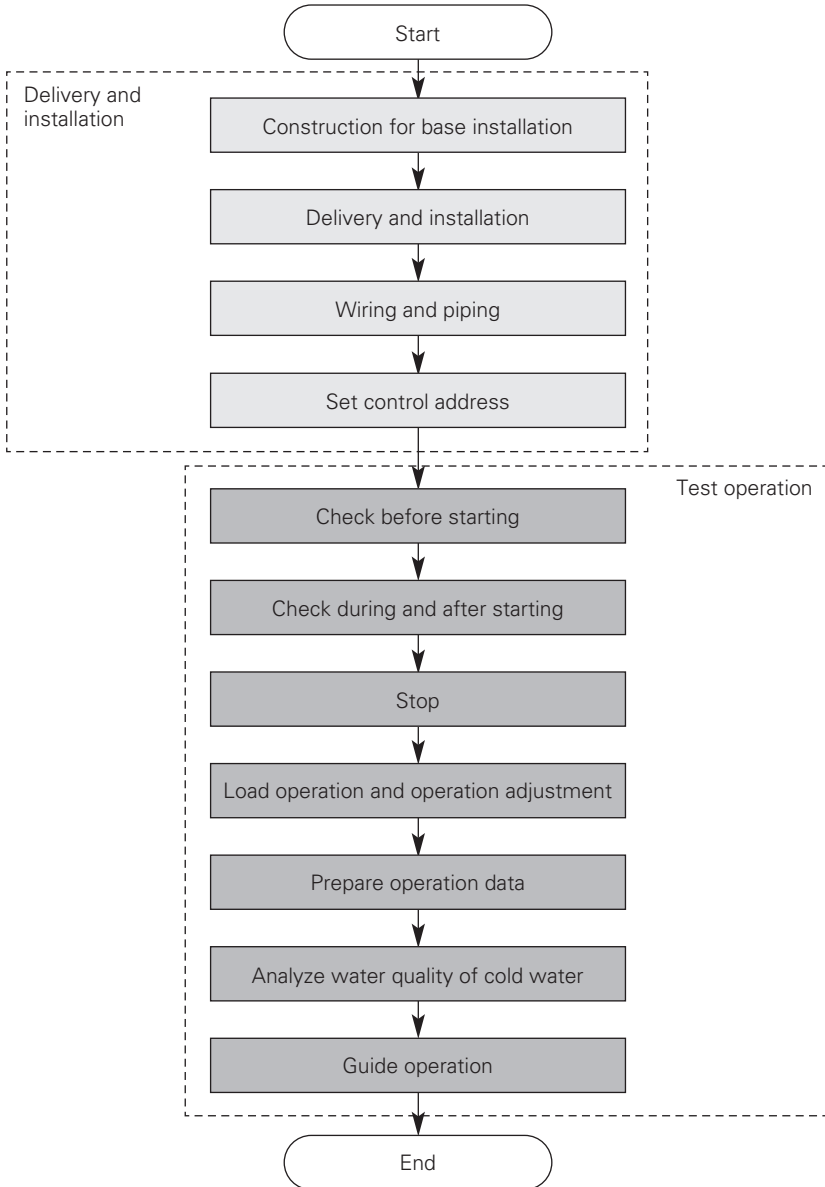 Start
Delivery and
installation
Construction for base installation
Delivery and installation
Wiring and piping
Set control address
Test operation
Check before starting
Check during and after starting
Stop
Load operation and operation adjustment
Prepare operation data
Analyze water quality of cold water
Guide operation
End